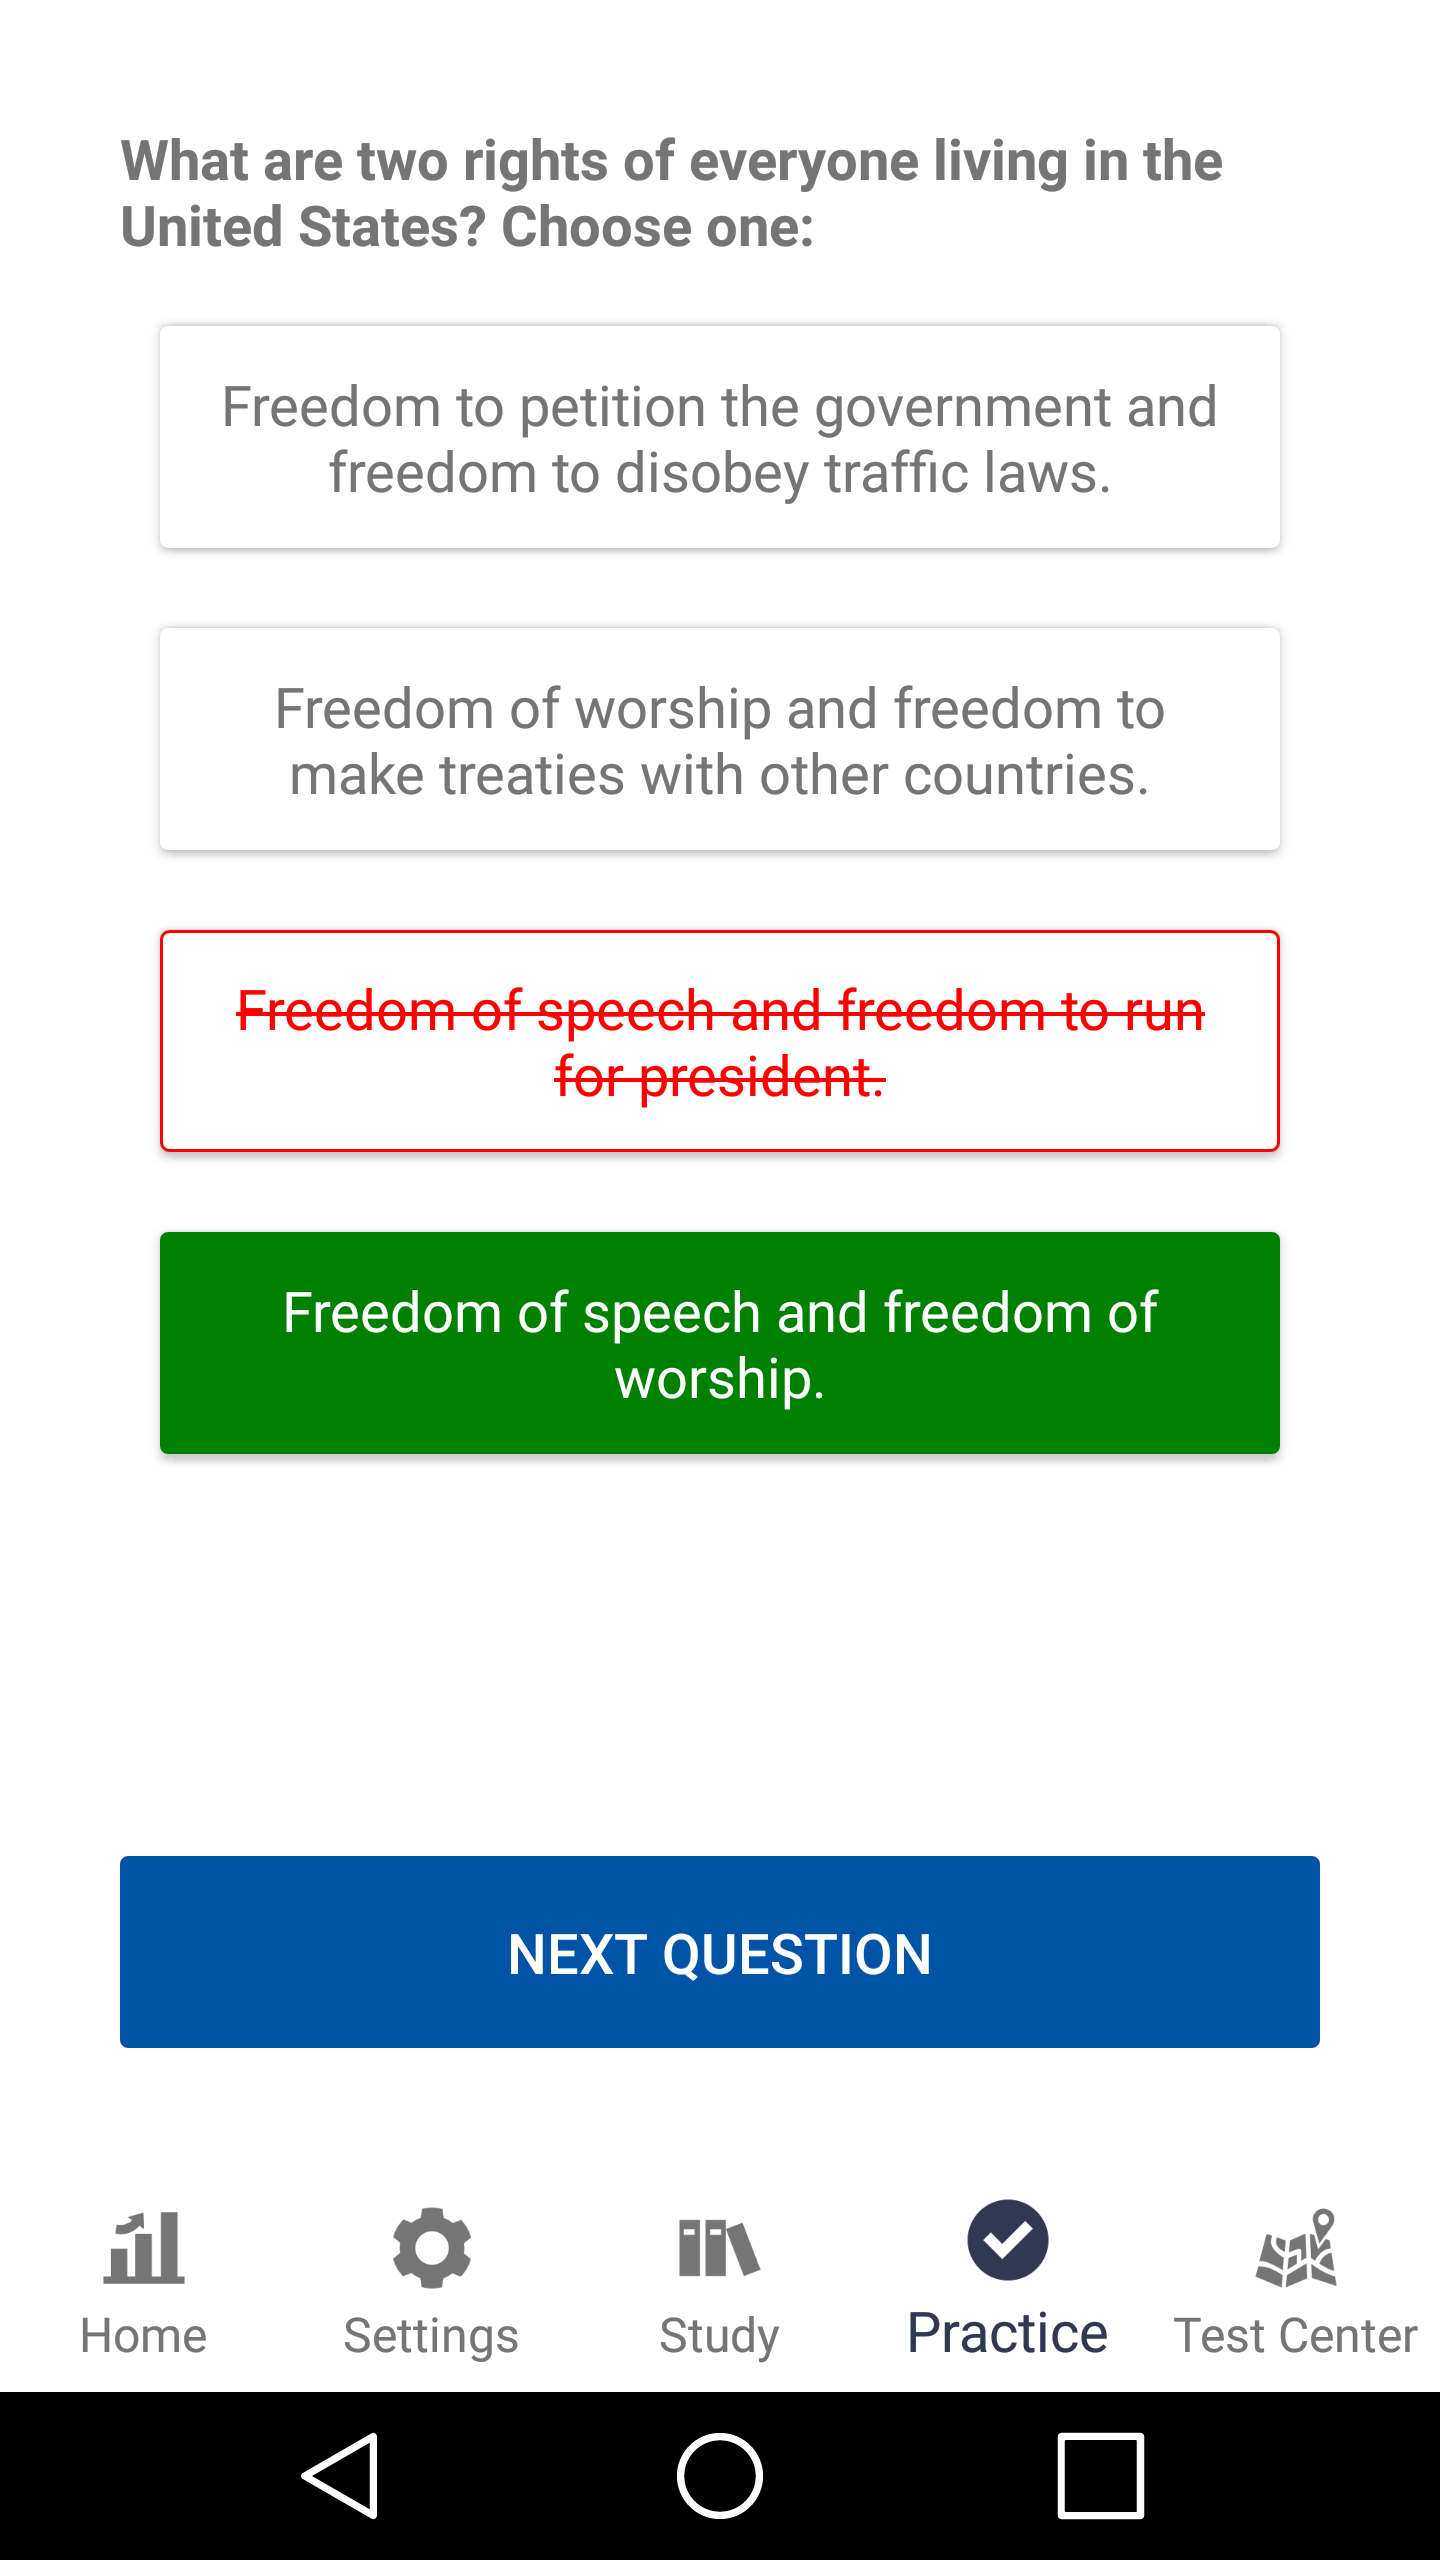 What are two rights of everyone living in the
United States? Choose one:
Freedom to petition the government and
freedom to disobey traffic laws.
Freedom of worship and freedom to
make treaties with other countries.
Freedom of speech and freedom to run
for president.
Freedom of speech and freedom of
worship.
NEXT QUESTION
Home
Settings
Study
Practice
Test Center